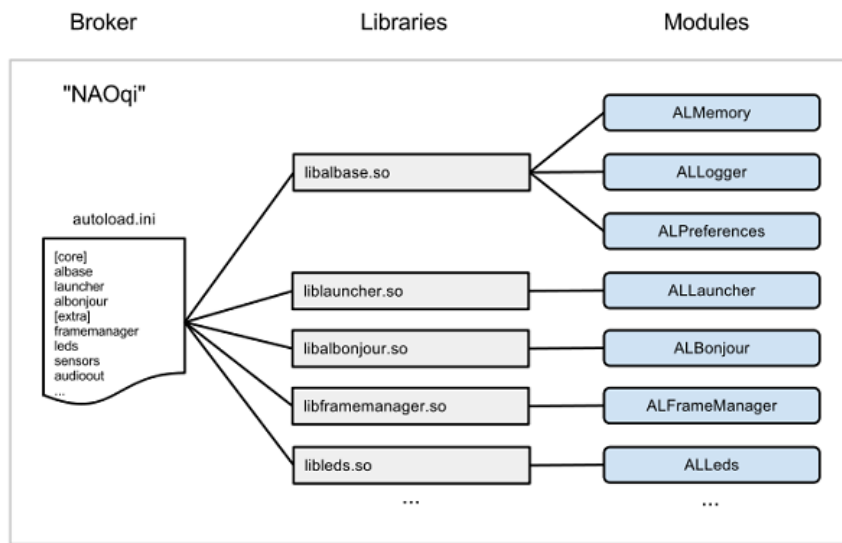 Broker Libraries Modules
"NAOqi"
autoload.ini
[core]
albase
launcher
albonjour
[extra]
framemanager
leds
sensors
audioout
...
libalbase.so
liblauncher.so
libalbonjour.so
libframemanager.so
libleds.so
...
ALMemory
ALLogger
ALPreferences
ALLauncher
ALBonjour
ALFrameManager
ALLeds
...